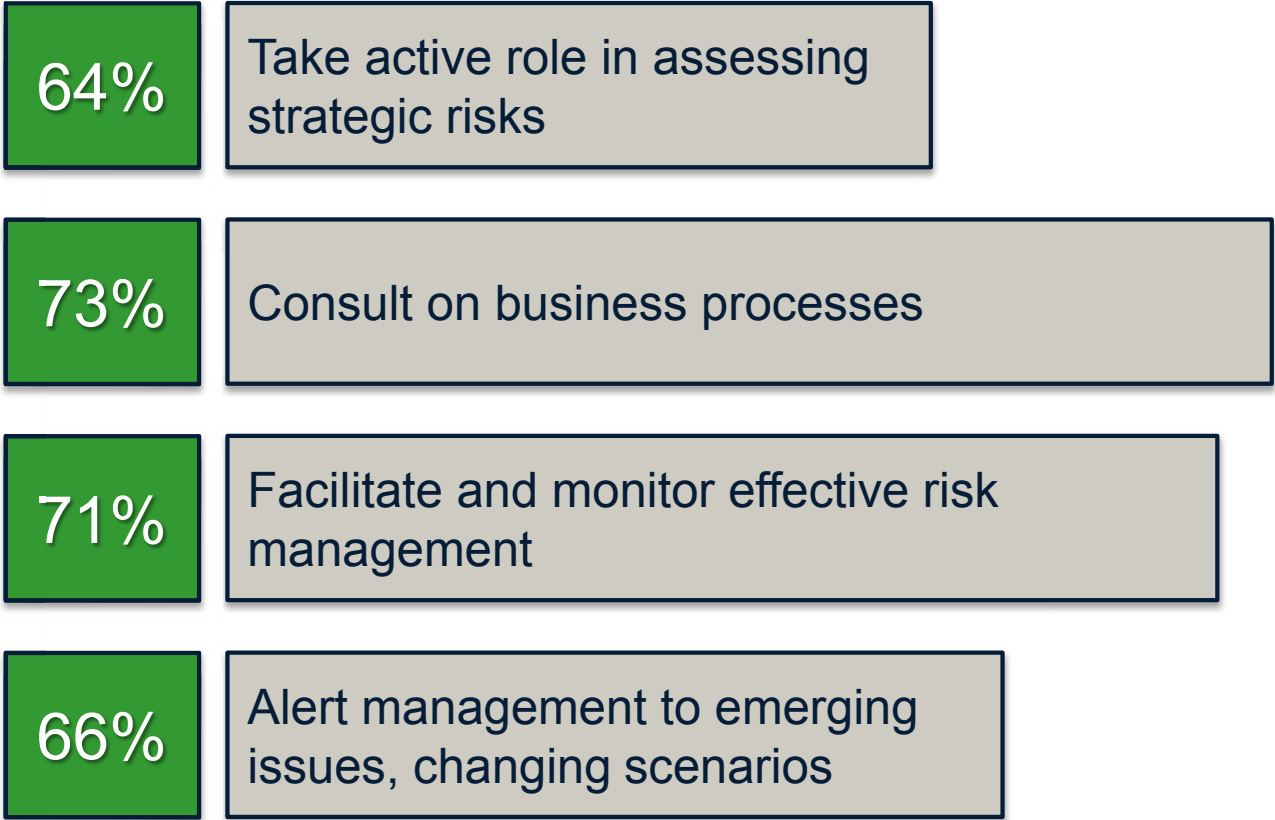 64%
Take active role in assessing
strategic risks
73%
Consult on business processes
71%
Facilitate and monitor effective risk
management
66%
Alert management to emerging
issues, changing scenarios